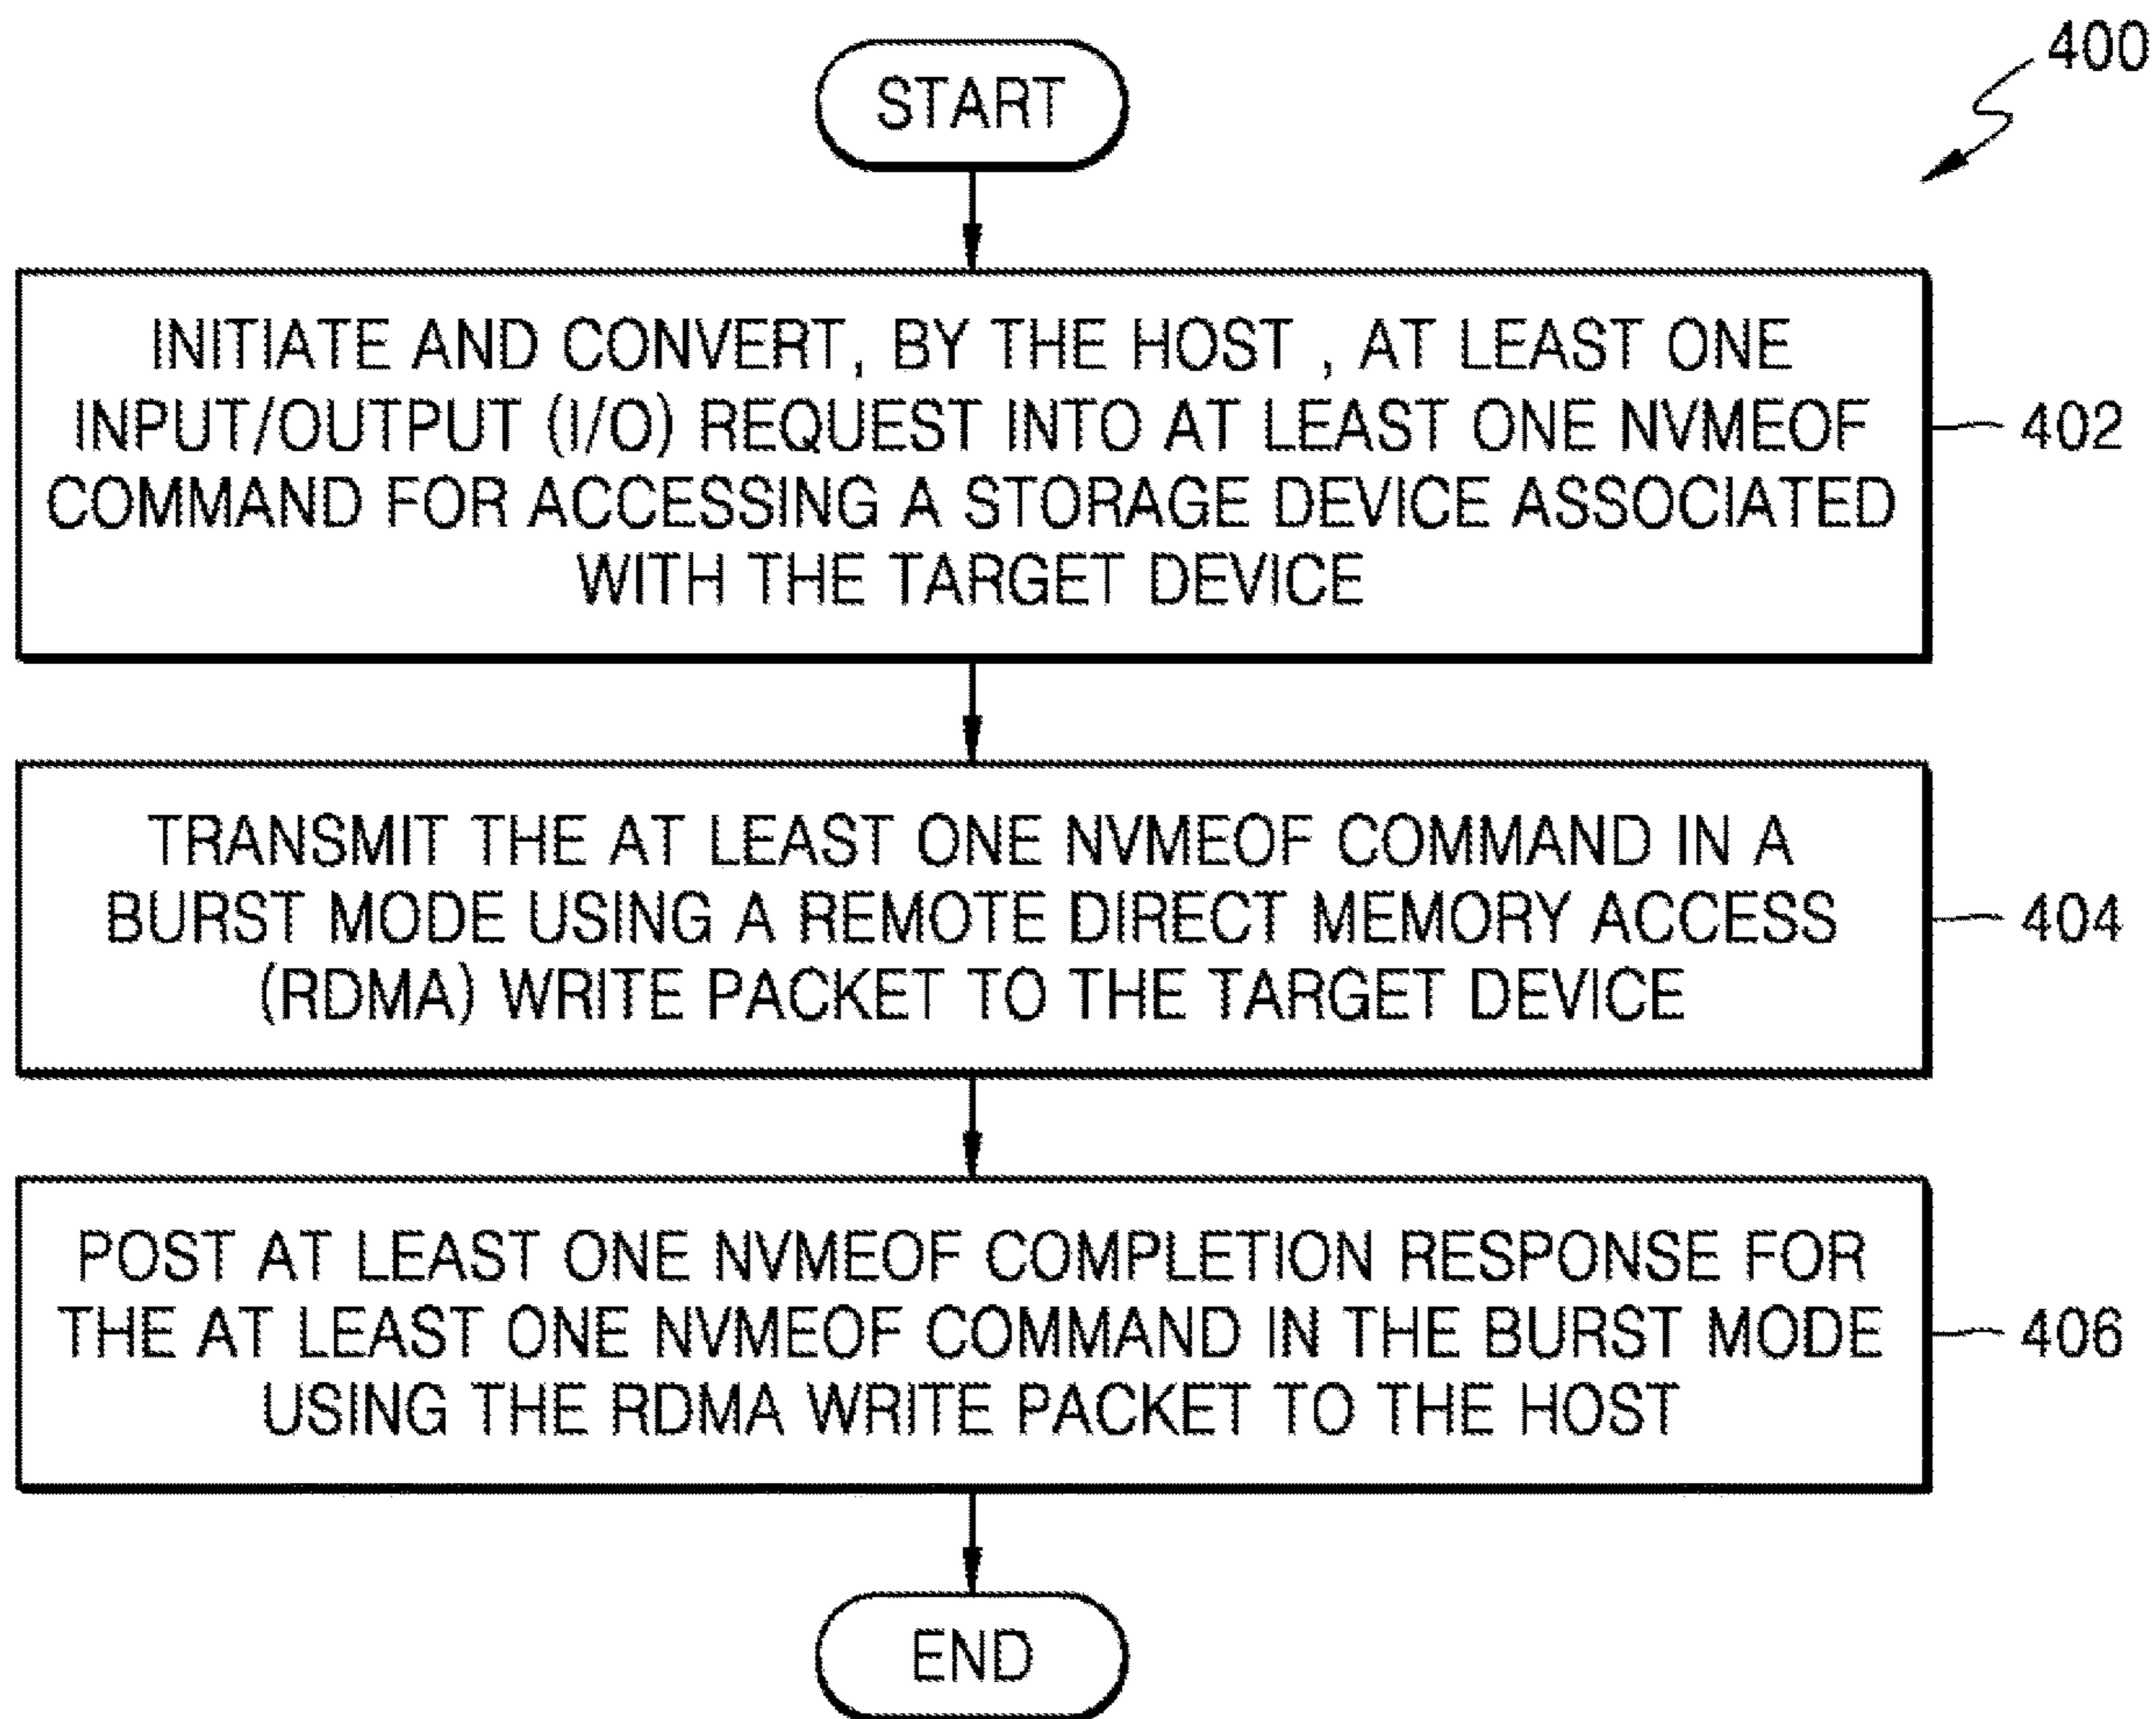 400
START
INITIATE AND CONVERT, BY THE HOST , AT LEAST ONE
INPUT/OUTPUT (I/O) REQUEST INTO AT LEAST ONE NVMEOF
COMMAND FOR ACCESSING A STORAGE DEVICE ASSOCIATED
WITH THE TARGET DEVICE
402
TRANSMIT THE AT LEAST ONE NVMEOF COMMAND IN A
BURST MODE USING A REMOTE DIRECT MEMORY ACCESS
(RDMA) WRITE PACKET TO THE TARGET DEVICE
404
POST AT LEAST ONE NVMEOF COMPLETION RESPONSE FOR
THE AT LEAST ONE NVMEOF COMMAND IN THE BURST MODE
USING THE RDMA WRITE PACKET TO THE HOST
406
END